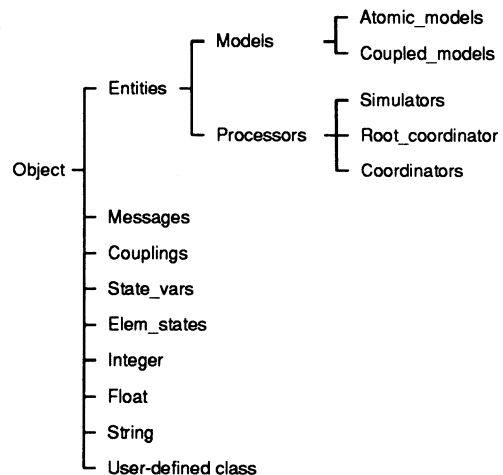 Atomic_models
Models
Coupled_models
Entities
Simulators
Processors
Root_coordinator
Object
Coordinators
Messages
Couplings
State_vars
Elem_states
Integer
Float
String
User-defined class